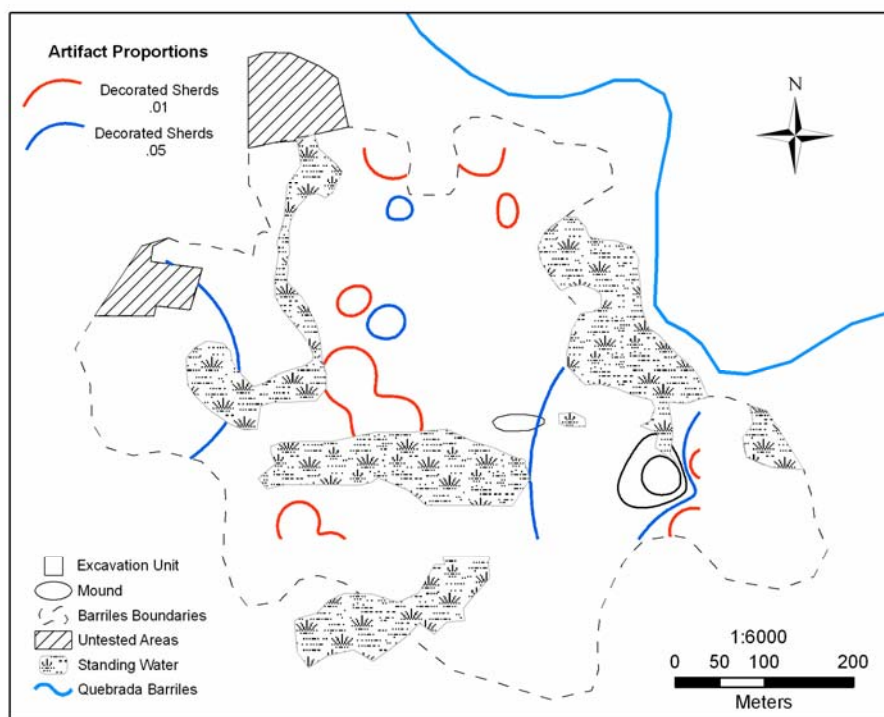 Artifact Proportions
Decorated Sherds
.01
Decorated Sherds
.05
N
Excavation Unit
Mound
Barriles Boundaries
Untested Areas
Standing Water
Quebrada Barriles
1:6000
0 50 100 200
Meters